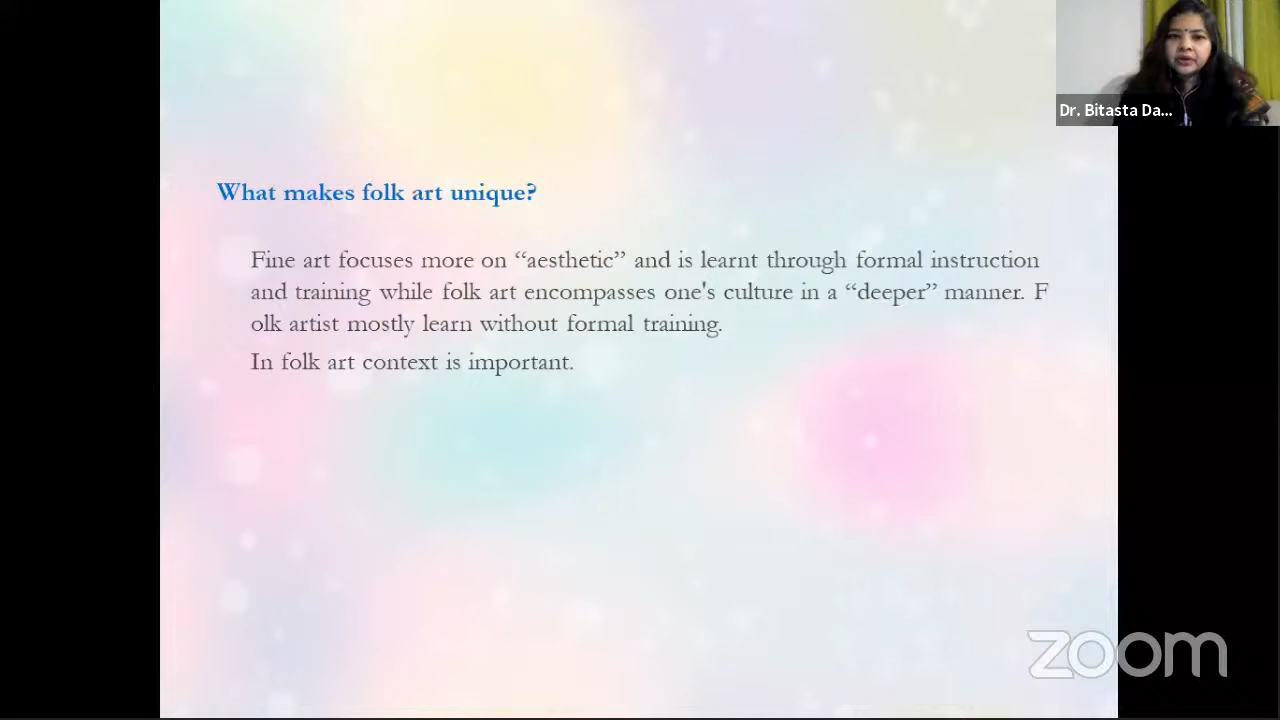 Dr. Bitasta Da...
What makes folk art unique?
Fine art focuses more on “aesthetic” and is learnt through formal instruction
and training while folk art encompasses one's culture in a “deeper” manner. F
olk artist mostly learn without formal training.
In folk art context is important.
zoom